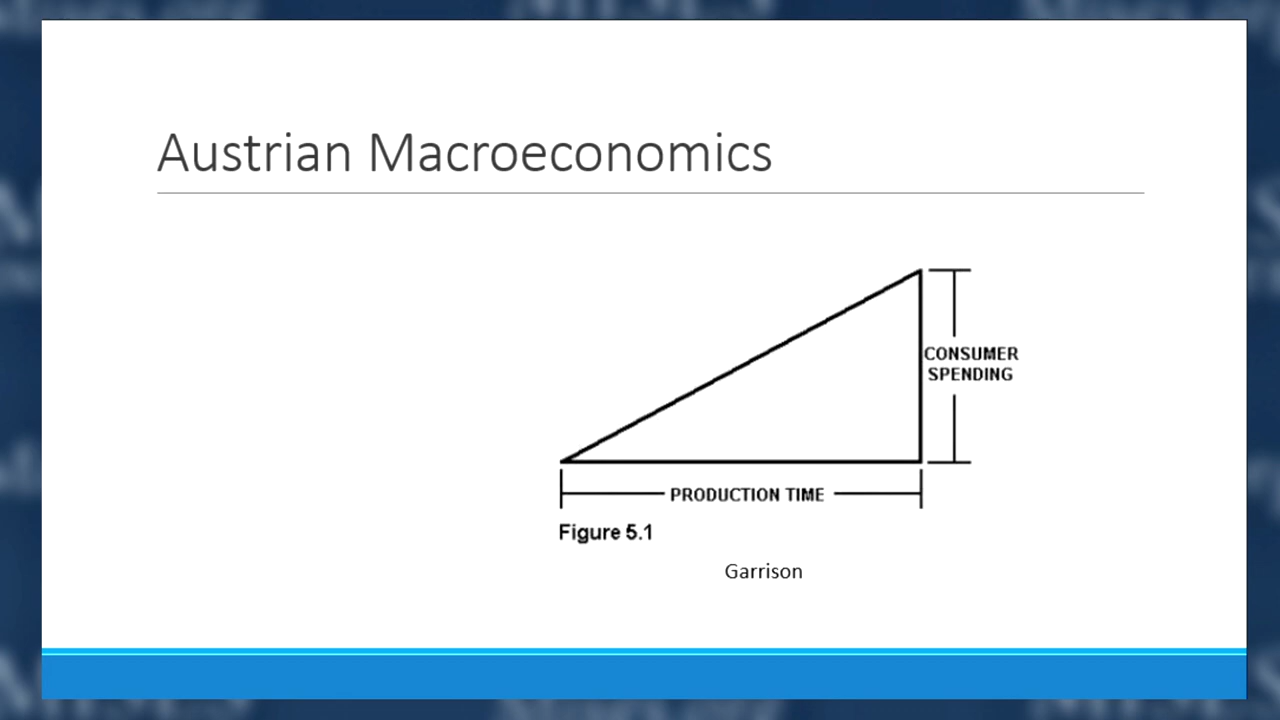 Austrian Macroeconomics
CONSUMER
SPENDING
PRODUCTION TIME
Figure 5.1
Garrison